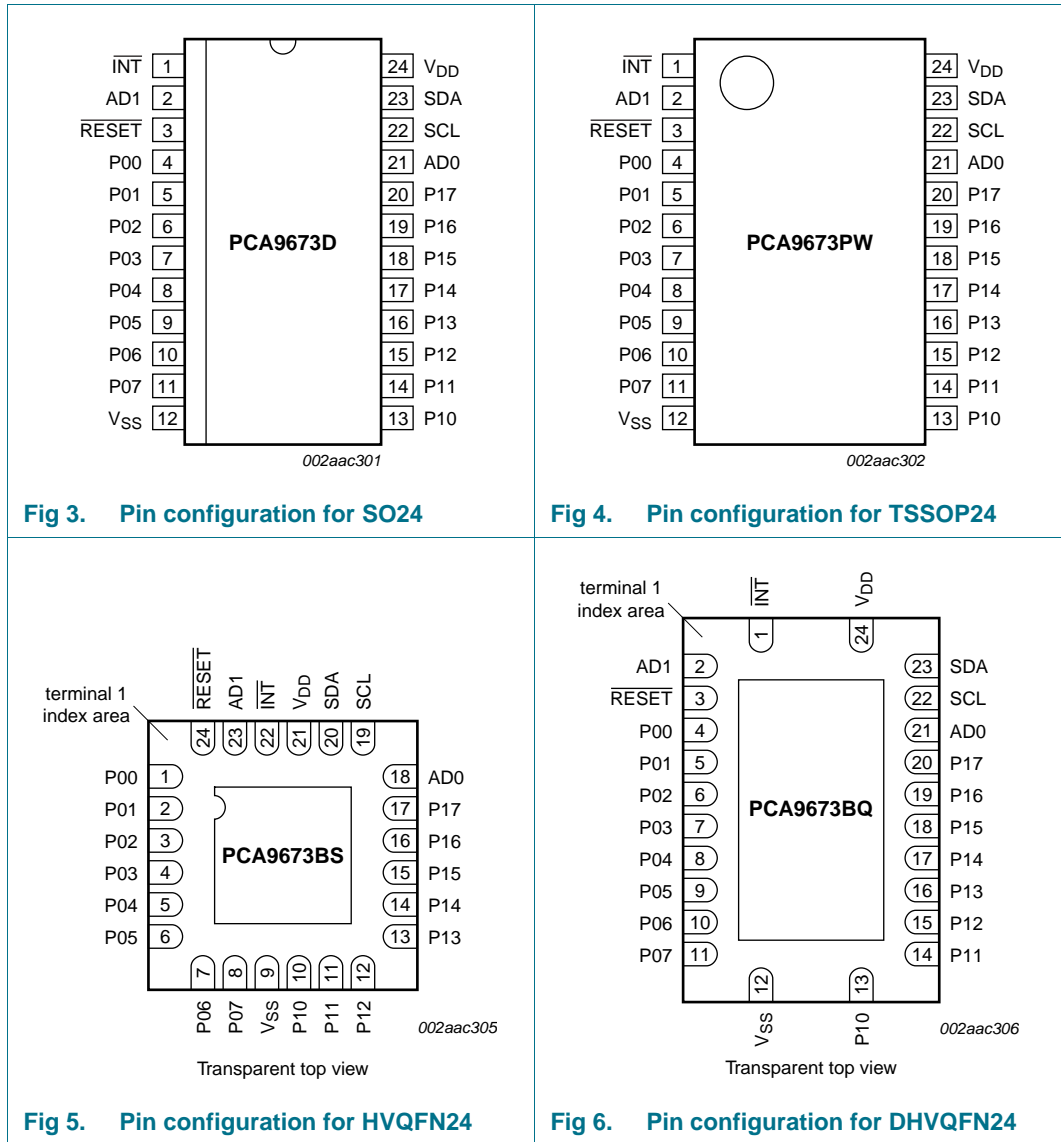 INT 1
AD1 2
RESET 3
P00 4
P01 5
P02 6
P03 7
P04 8
P05 9
P06 10
P07 11
VSS 12
PCA9673D
24 VDD
23 SDA
22 SCL
21 AD0
20 P17
19 P16
18 P15
17 P14
16 P13
15 P12
14 P11
13 P10
002aac301
Fig 3. Pin configuration for SO24
INT 1
AD1 2
RESET 3
P00 4
P01 5
P02 6
P03 7
P04 8
P05 9
P06 10
P07 11
VSS 12
PCA9673PW
24 VDD
23 SDA
22 SCL
21 AD0
20 P17
19 P16
18 P15
17 P14
16 P13
15 P12
14 P11
13 P10
002aac302
Fig 4. Pin configuration for TSSOP24
terminal 1
index area
RESET 24
AD1 23
INT 22
VDD 21
SDA 20
SCL 19
P00 1
P01 2
P02 3
P03 4
P04 5
P05 6
PCA9673BS
18 AD0
17 P17
16 P16
15 P15
14 P14
13 P13
7 P06
8 P07
9 VSS
10 P10
11 P11
12 P12
002aac305
Transparent top view
Fig 5. Pin configuration for HVQFN24
terminal 1
index area
INT 1
VDD 24
AD1 2
RESET 3
P00 4
P01 5
P02 6
P03 7
P04 8
P05 9
P06 10
P07 11
PCA9673BQ
23 SDA
22 SCL
21 AD0
20 P17
19 P16
18 P15
17 P14
16 P13
15 P12
14 P11
12 VSS
13 P10
002aac306
Transparent top view
Fig 6. Pin configuration for DHVQFN24